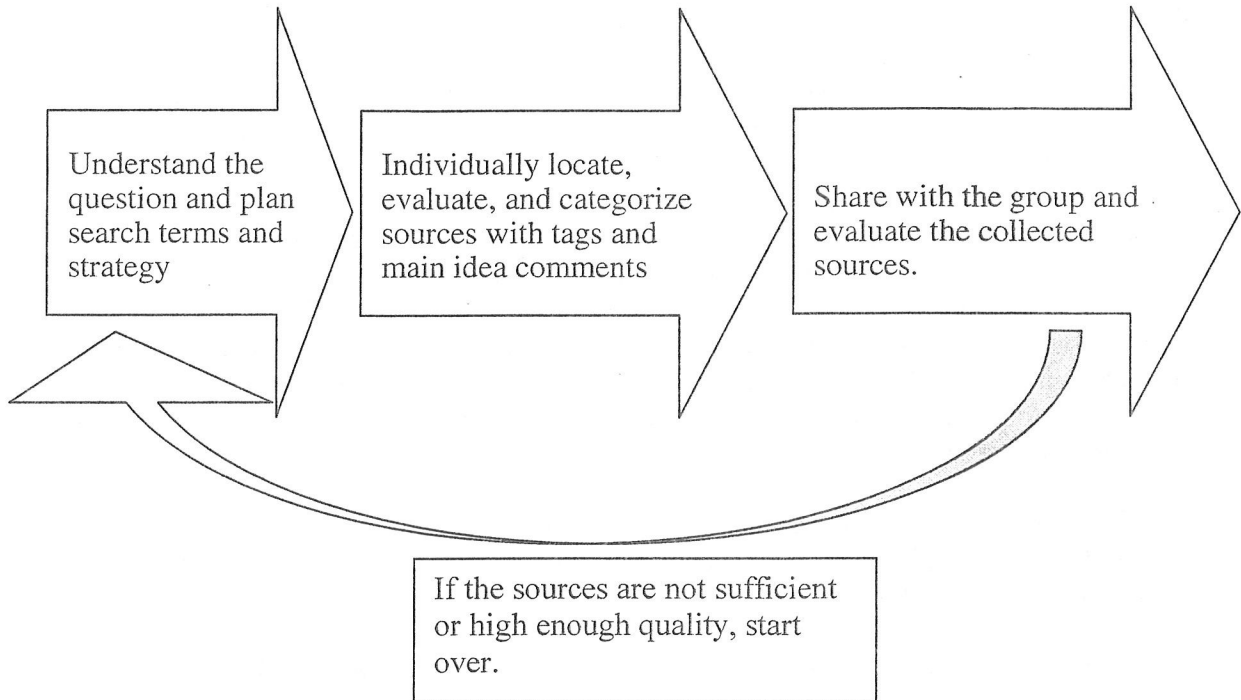 Understand the
question and plan
search terms and
strategy
Individually locate,
evaluate, and categorize
sources with tags and
main idea comments
Share with the group and
evaluate the collected
sources.
If the sources are not sufficient
or high enough quality, start
over.